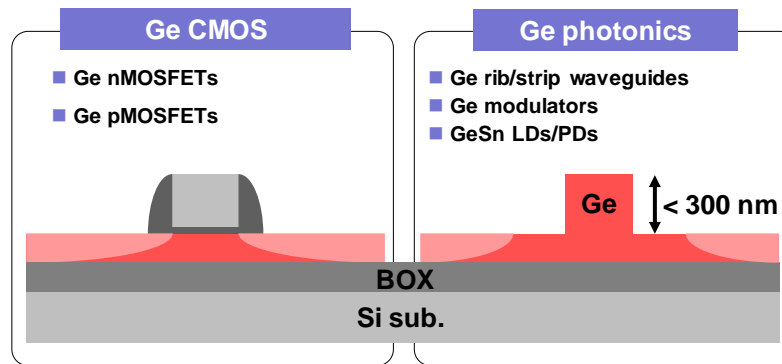 Ge CMOS
Ge nMOSFETs
Ge pMOSFETs
Ge photonics
Ge rib/strip waveguides
Ge modulators
GeSn LDs/PDs
Ge
< 300 nm
BOX
Si sub.